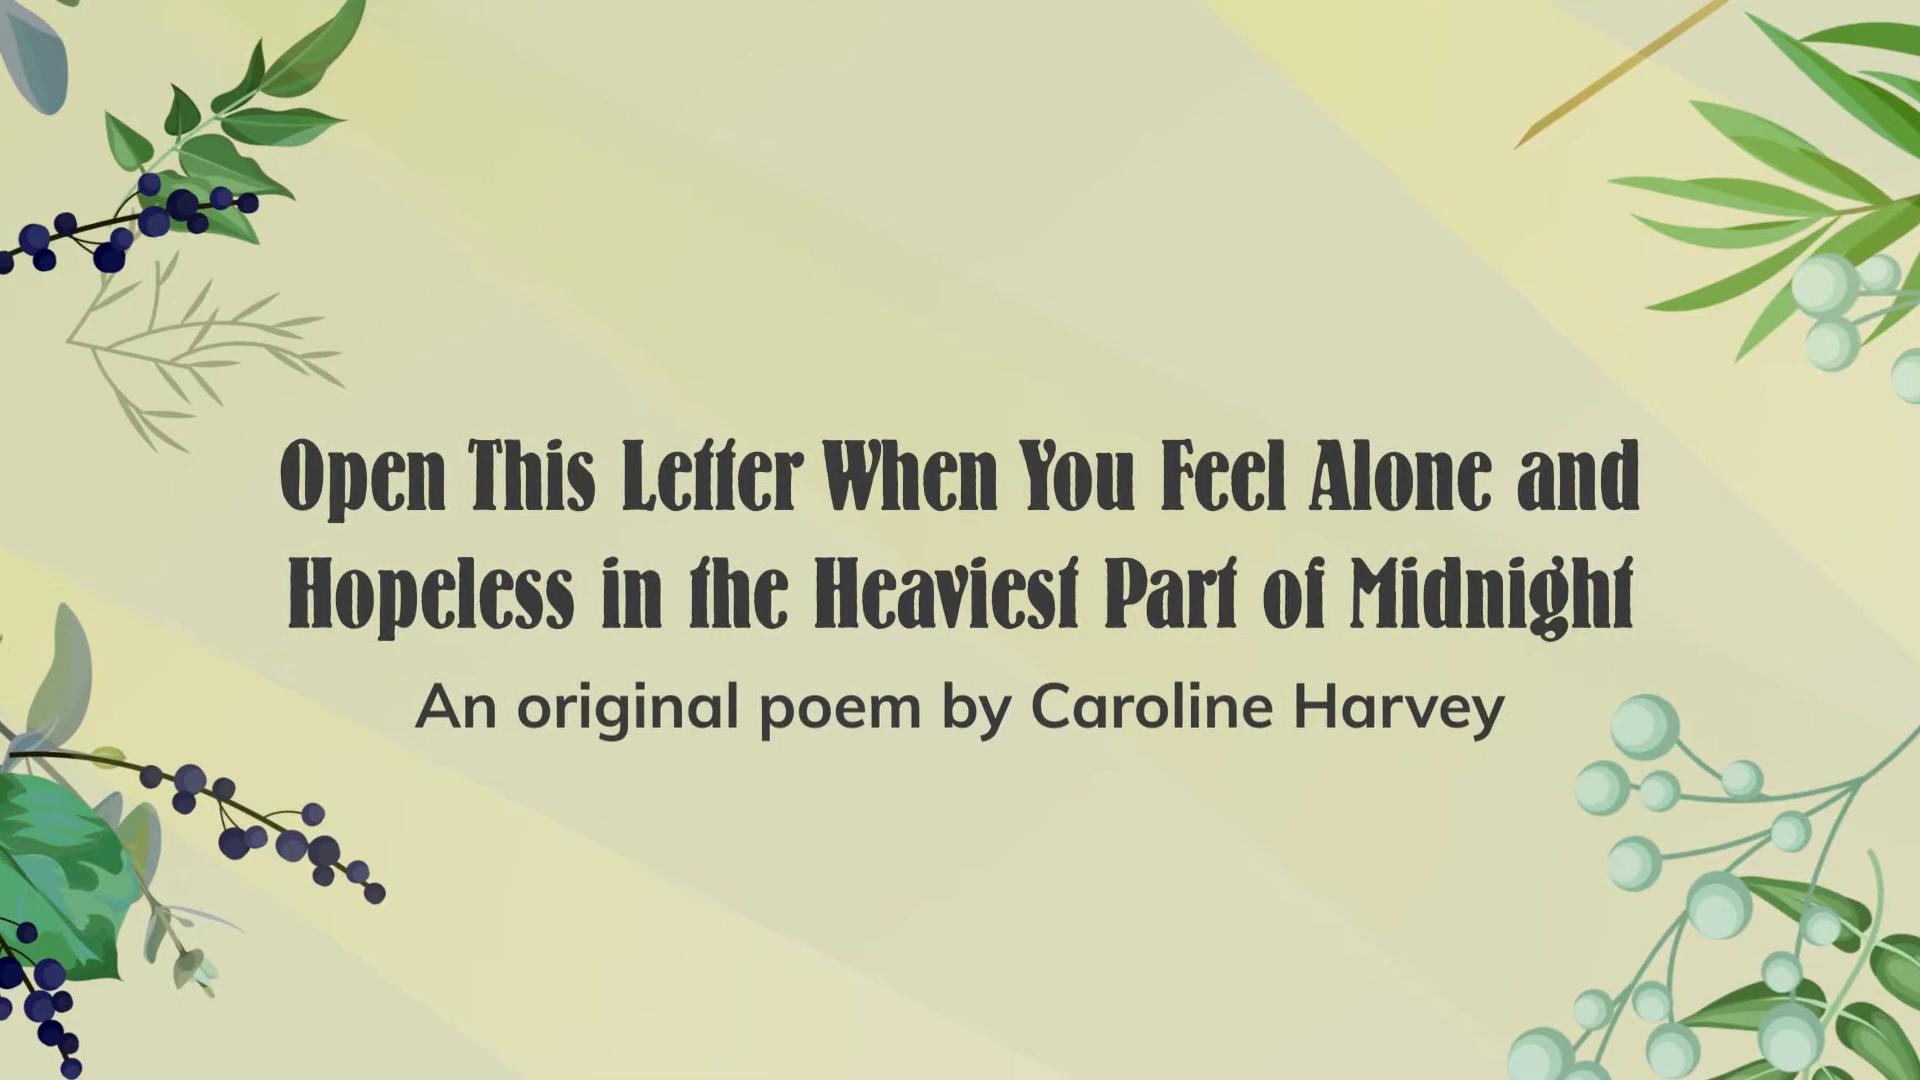 Open This Letter When You Feel Alone and
Hopeless in the Heaviest Part of Midnight
An original poem by Caroline Harvey